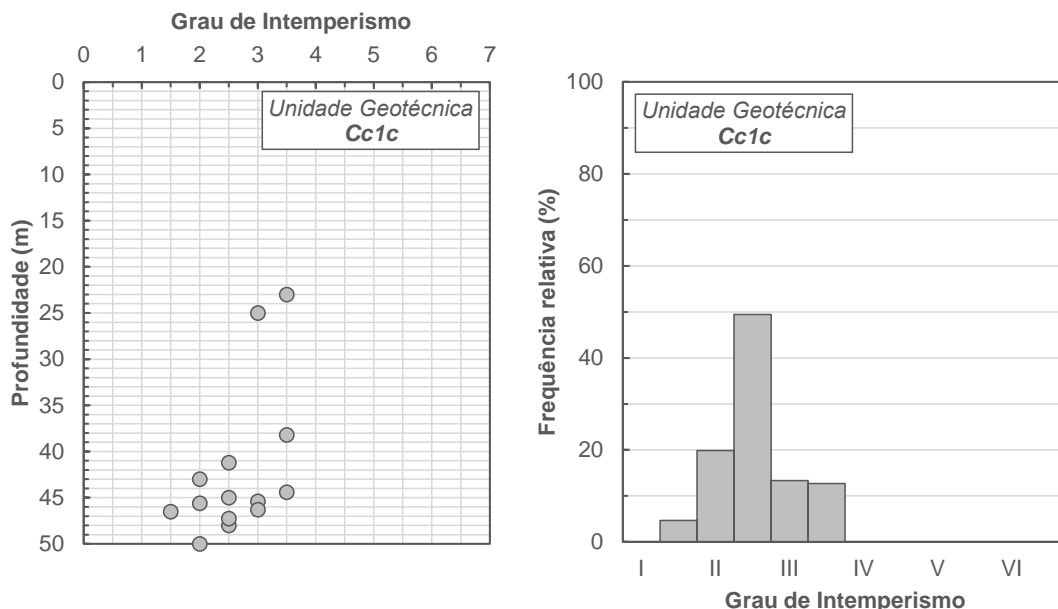 Grau de Intemperismo
0 1 2 3 4 5 6 7
0
5
10
15
20
25
30
35
40
45
50
Profundidade (m)
Unidade Geotécnica
Cc1c
100
80
60
40
20
0
Frequência relativa (%)
Unidade Geotécnica
Cc1c
I II III IV V VI
Grau de Intemperismo